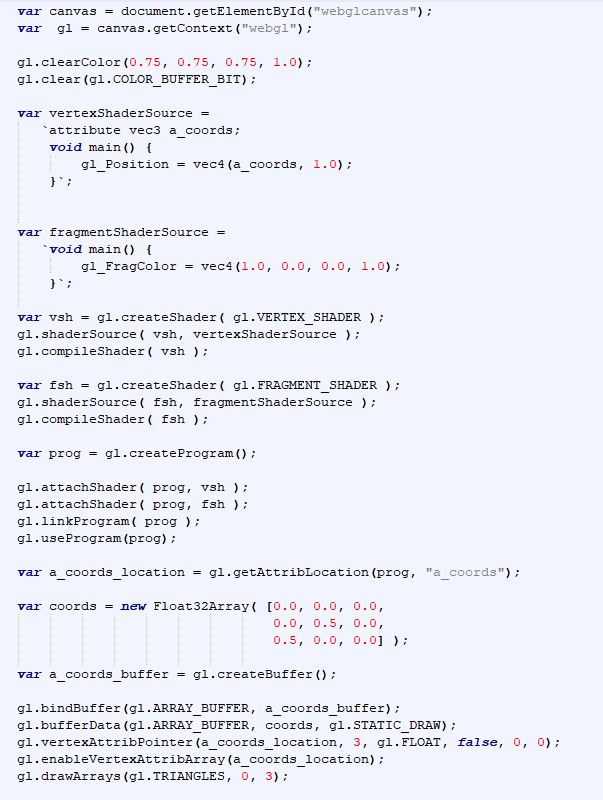 var canvas = document.getElementById("webglcanvas");
var  gl = canvas.getContext("webgl");

gl.clearColor(0.75, 0.75, 0.75, 1.0);
gl.clear(gl.COLOR_BUFFER_BIT);

var vertexShaderSource =
   `attribute vec3 a_coords;
    void main() {
        gl_Position = vec4(a_coords, 1.0);
    }`;


var fragmentShaderSource =
   `void main() {
        gl_FragColor = vec4(1.0, 0.0, 0.0, 1.0);
    }`;

var vsh = gl.createShader( gl.VERTEX_SHADER );
gl.shaderSource( vsh, vertexShaderSource );
gl.compileShader( vsh );

var fsh = gl.createShader( gl.FRAGMENT_SHADER );
gl.shaderSource( fsh, fragmentShaderSource );
gl.compileShader( fsh );

var prog = gl.createProgram();

gl.attachShader( prog, vsh );
gl.attachShader( prog, fsh );
gl.linkProgram( prog );
gl.useProgram(prog);

var a_coords_location = gl.getAttribLocation(prog, "a_coords");

var coords = new Float32Array( [0.0, 0.0, 0.0,
                                0.0, 0.5, 0.0,
                                0.5, 0.0, 0.0] );

var a_coords_buffer = gl.createBuffer();

gl.bindBuffer(gl.ARRAY_BUFFER, a_coords_buffer);
gl.bufferData(gl.ARRAY_BUFFER, coords, gl.STATIC_DRAW);
gl.vertexAttribPointer(a_coords_location, 3, gl.FLOAT, false, 0, 0);
gl.enableVertexAttribArray(a_coords_location);
gl.drawArrays(gl.TRIANGLES, 0, 3);